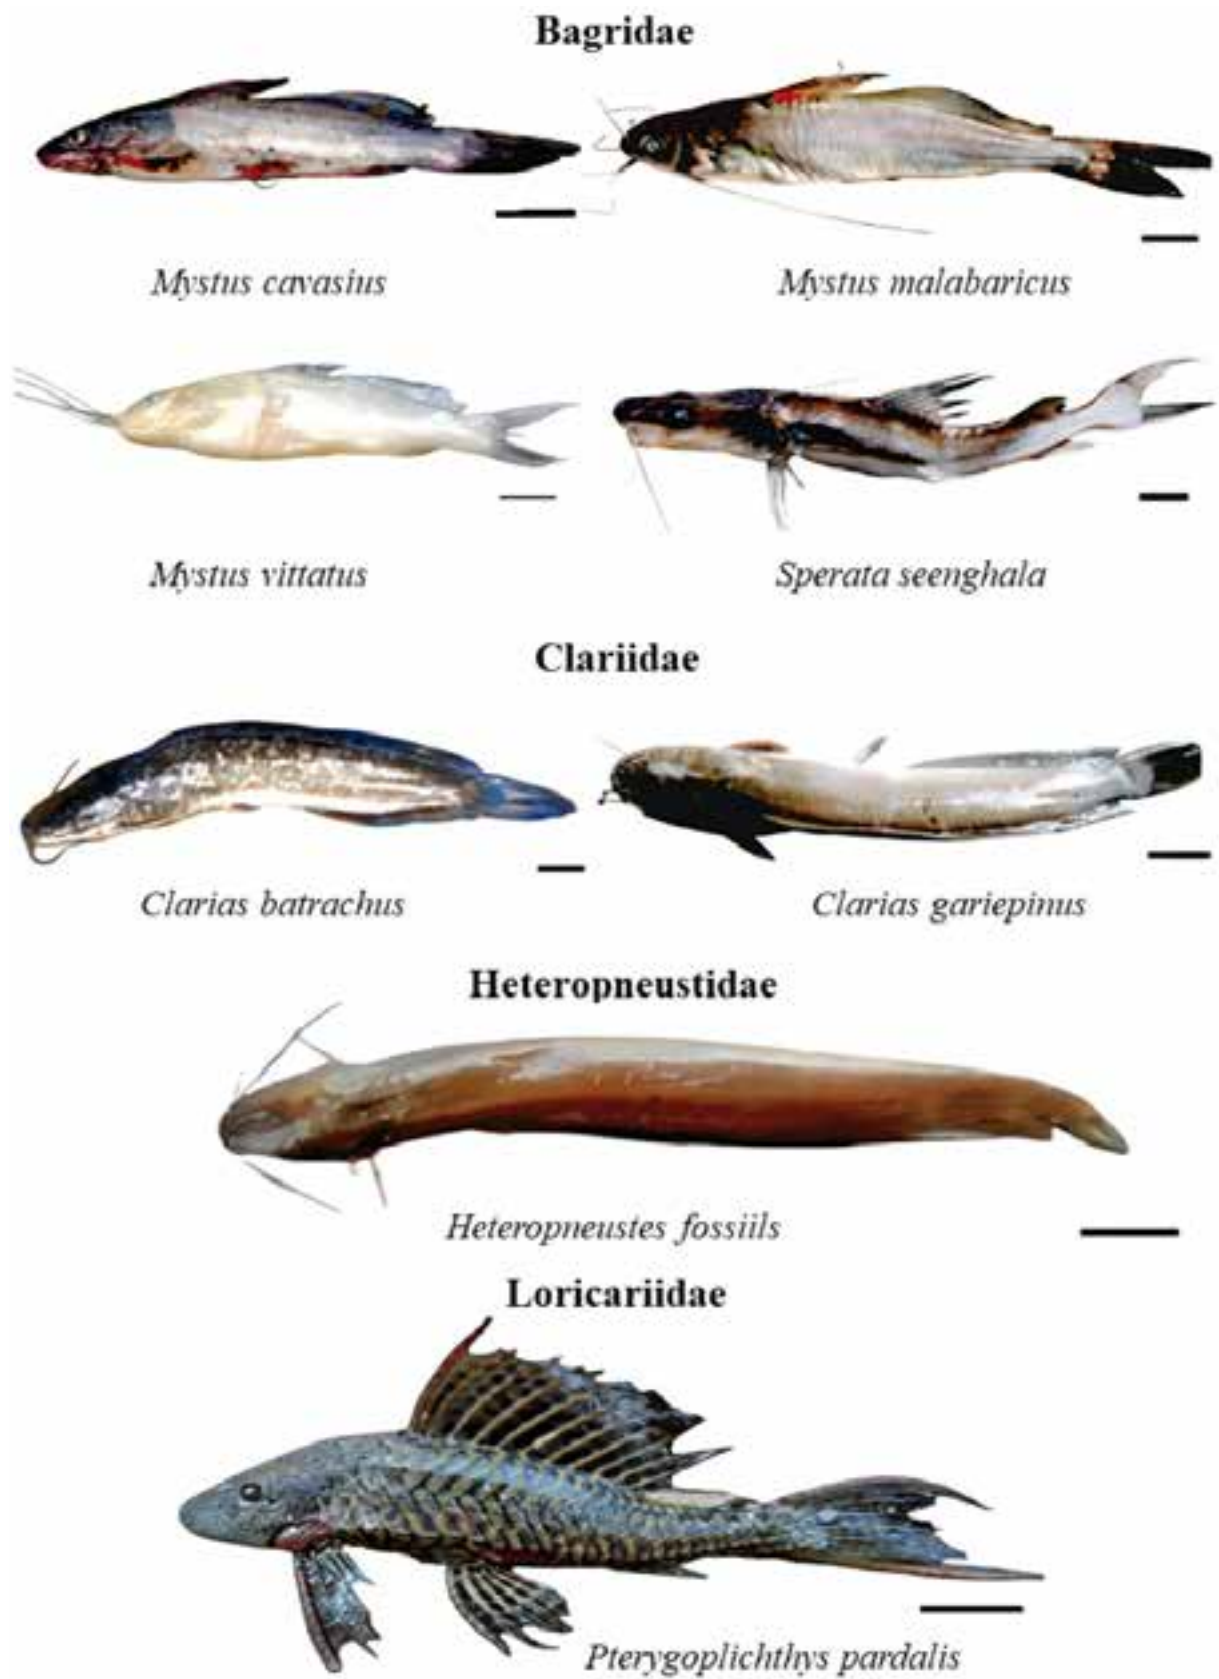 Bagridae
Mystus cavasius
Mystus malabaricus
Mystus vittatus
Sperata seenghala
Clariidae
Clarias batrachus
Clarias gariepinus
Heteropneustidae
Heteropneustes fossiils
Loricariidae
Pterygoplichthys pardalis